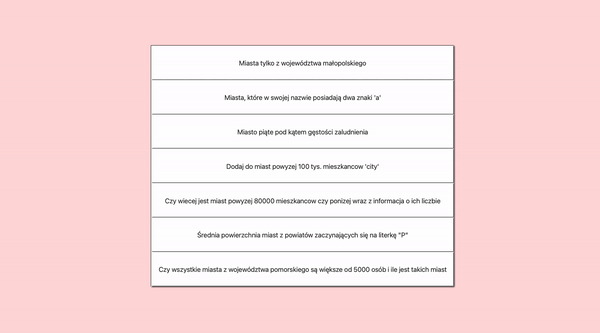 Miasta tylko z województwa małopolskiego
Miasta, które w swojej nazwie posiadają dwa znaki 'a'
Miasto piąte pod kątem gęstości zaludnienia
Dodaj do miast powyzej 100 tys. mieszkancow 'city'
Czy wiecej jest miast powyzej 80000 mieszkancow czy ponizej wraz z informacja o ich liczbie
Średnia powierzchnia miast z powiatów zaczynających się na literkę "P"
Czy wszystkie miasta z województwa pomorskiego są większe od 5000 osób i ile jest takich miast